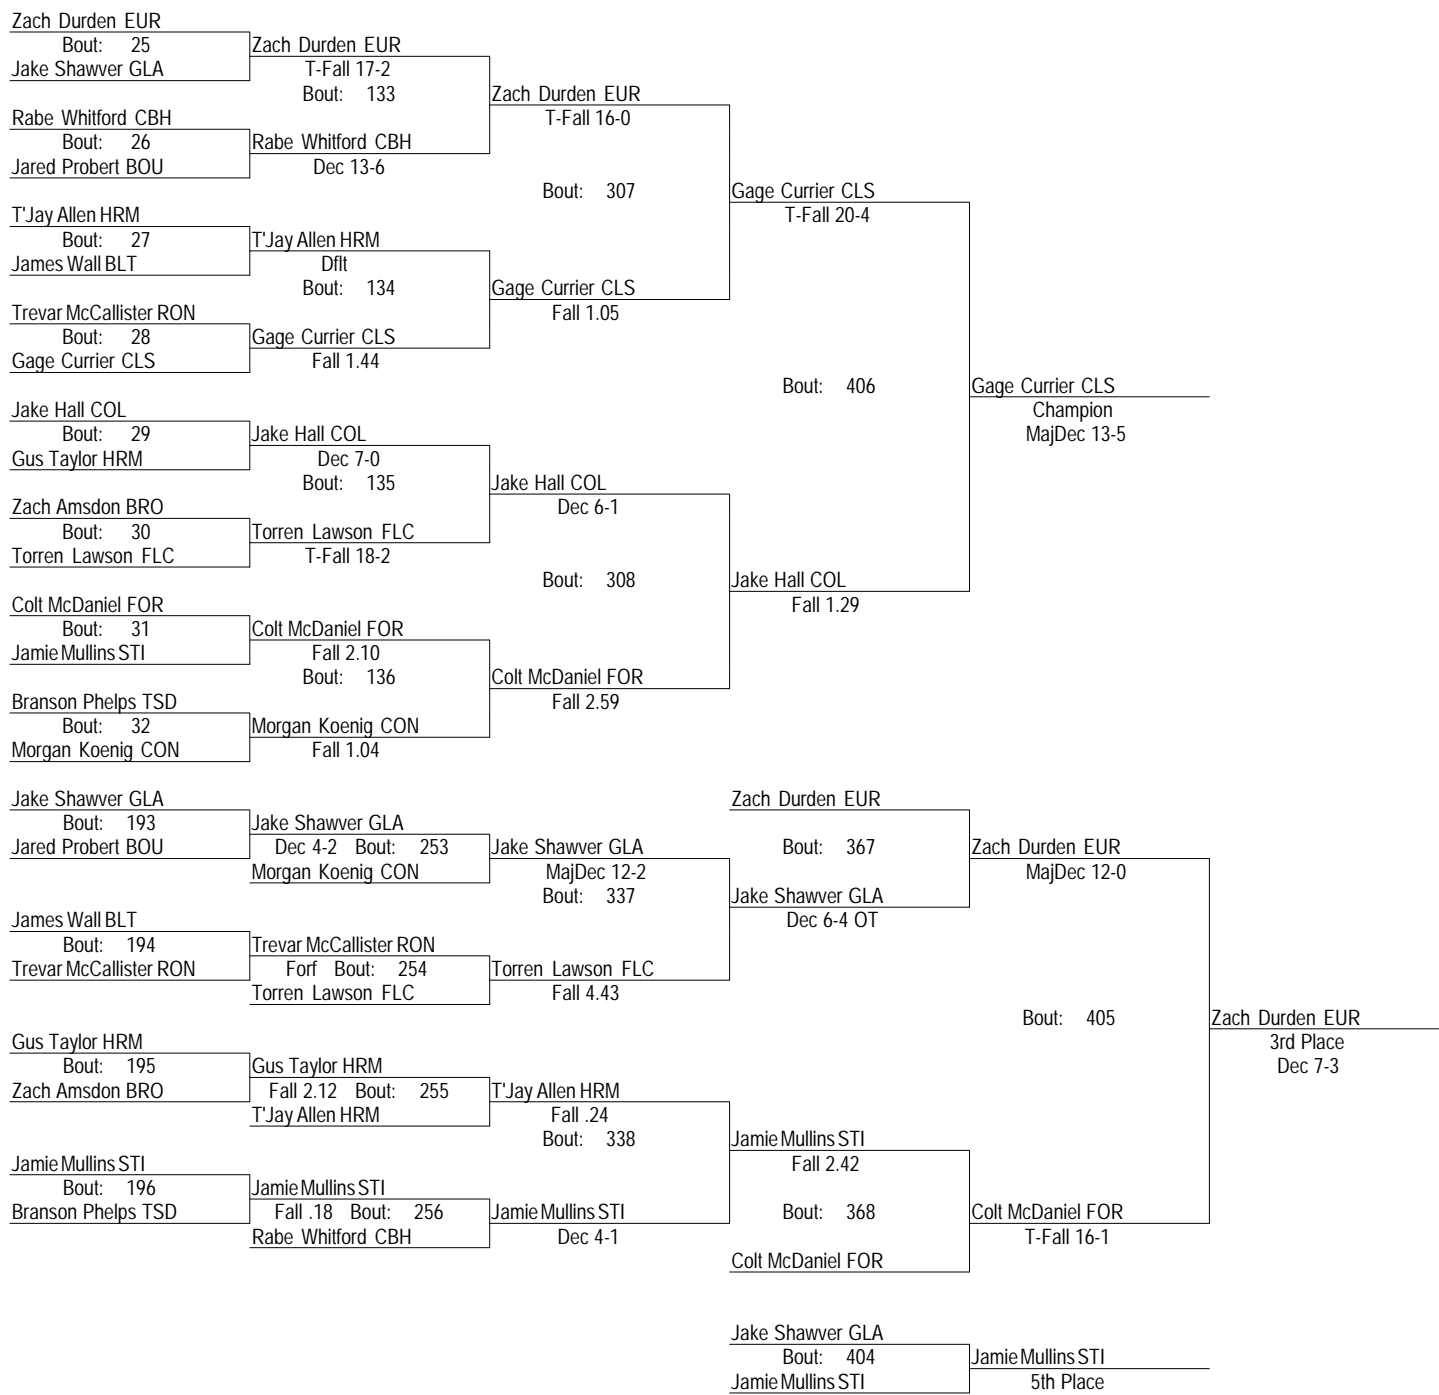 Zach Durden EUR
Bout: 25 Zach Durden EUR
Jake Shawver GLA T-Fall 17-2
Bout: 133 Zach Durden EUR
Rabe Whitford CBH T-Fall 16-0
Bout: 26 Rabe Whitford CBH
Jared Probert BOU Dec 13-6
Bout: 307 Gage Currier CLS
T'Jay Allen HRM T-Fall 20-4
Bout: 27 T'Jay Allen HRM
James Wall BLT Dflt
Bout: 134 Gage Currier CLS
Trevar McCallister RON Fall 1.05
Bout: 28 Gage Currier CLS
Gage Currier CLS Fall 1.44
Bout: 406 Gage Currier CLS
Jake Hall COL Champion
Bout: 29 Jake Hall COL MajDec 13-5
Gus Taylor HRM Dec 7-0
Bout: 135 Jake Hall COL
Zach Amsdon BRO Dec 6-1
Bout: 30 Torren Lawson FLC
Torren Lawson FLC T-Fall 18-2
Bout: 308 Jake Hall COL
Colt McDaniel FOR Fall 1.29
Bout: 31 Colt McDaniel FOR
Jamie Mullins STI Fall 2.10
Bout: 136 Colt McDaniel FOR
Branson Phelps TSD Fall 2.59
Bout: 32 Morgan Koenig CON
Morgan Koenig CON Fall 1.04
Jake Shawver GLA Zach Durden EUR
Bout: 193 Jake Shawver GLA
Jared Probert BOU Dec 4-2 Bout: 253 Jake Shawver GLA Bout: 367 Zach Durden EUR
Morgan Koenig CON MajDec 12-2 MajDec 12-0
Bout: 337 Jake Shawver GLA
James Wall BLT Dec 6-4 OT
Bout: 194 Trevar McCallister RON
Trevar McCallister RON Forf Bout: 254 Torren Lawson FLC
Torren Lawson FLC Fall 4.43
Bout: 405 Zach Durden EUR
Gus Taylor HRM 3rd Place
Bout: 195 Gus Taylor HRM Dec 7-3
Zach Amsdon BRO Fall 2.12 Bout: 255 T'Jay Allen HRM
T'Jay Allen HRM Fall .24
Bout: 338 Jamie Mullins STI
Jamie Mullins STI Fall 2.42
Bout: 196 Jamie Mullins STI
Branson Phelps TSD Fall .18 Bout: 256 Jamie Mullins STI Bout: 368 Colt McDaniel FOR
Rabe Whitford CBH Dec 4-1 T-Fall 16-1
Colt McDaniel FOR
Jake Shawver GLA
Bout: 404 Jamie Mullins STI
Jamie Mullins STI 5th Place